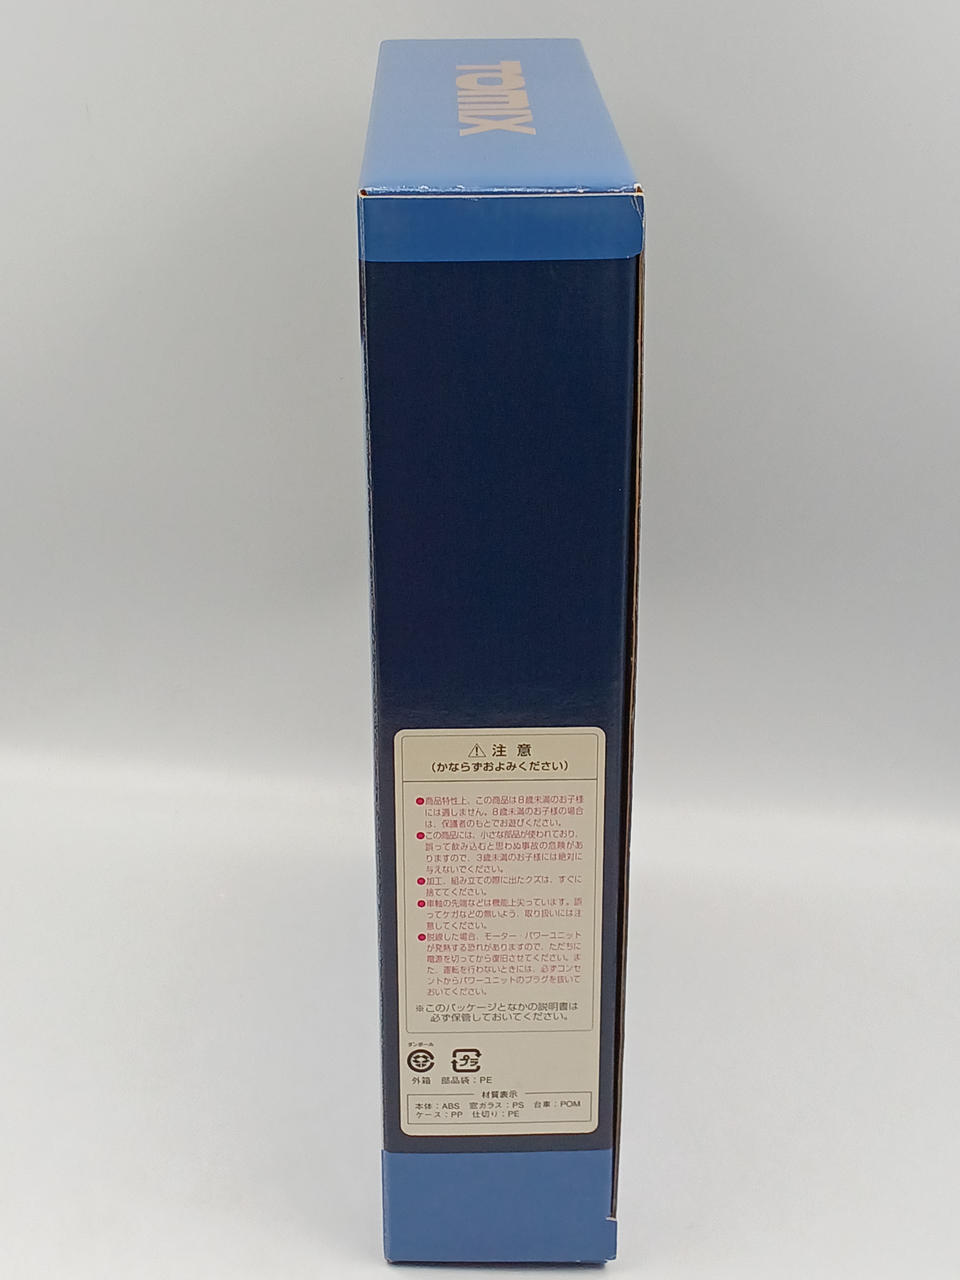 TOMIX
⚠ 注意
(かならずおよみください)
●商品特性上、この商品は8歳未満のお子様
には適しません。8歳未満のお子様の場合
は、保護者のもとでお遊びください。
●この商品には、小さな部品が使われており、
誤って飲み込むと思わぬ事故の危険があ
りますので、3歳未満のお子様には絶対に
与えないでください。
●加工、組み立ての際に出たクズは、すぐに
捨ててください。
●車軸の先端などは機能上尖っています。誤
ってケガなどの無いよう、取り扱いには注
意してください。
●脱線した場合、モーター・パワーユニット
が発熱する恐れがありますので、ただちに
電源を切ってから復旧させてください。ま
た、運転を行わないときには、必ずコンセ
ントからパワーユニットのプラグを抜いて
おいてください。
※このパッケージとなかの説明書は
必ず保管しておいてください。
ダンボール
プラ
外箱 部品袋:PE
材質表示
本体:ABS 窓ガラス:PS 台車:POM
ケース:PP 仕切り:PE